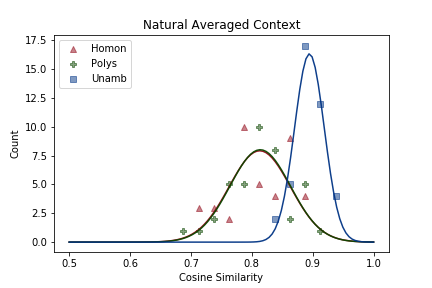 Natural Averaged Context
17.5
15.0
12.5
10.0
7.5
5.0
2.5
0.0
Count
Homon
Polys
Unamb
0.5 0.6 0.7 0.8 0.9 1.0
Cosine Similarity